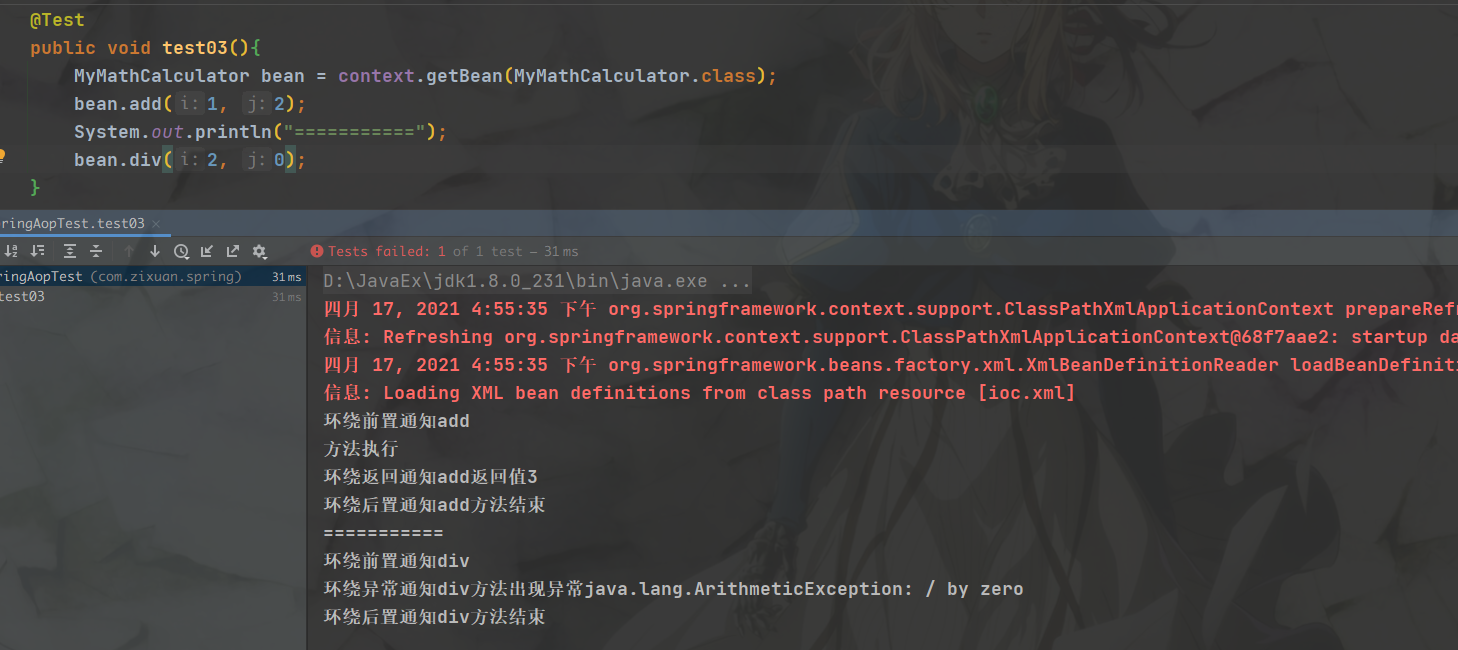 @Test
public void test03(){
MyMathCalculator bean = context.getBean(MyMathCalculator.class);
bean.add( i: 1, j: 2);
System.out.println("===========");
bean.div( i: 2, j: 0);
}
ringAopTest.test03 ×
Tests failed: 1 of 1 test – 31 ms
ringAopTest (com.zixuan.spring) 31 ms
test03 31 ms
D:\JavaEx\jdk1.8.0_231\bin\java.exe ...
四月 17, 2021 4:55:35 下午 org.springframework.context.support.ClassPathXmlApplicationContext prepareRefr
信息: Refreshing org.springframework.context.support.ClassPathXmlApplicationContext@68f7aae2: startup da
四月 17, 2021 4:55:35 下午 org.springframework.beans.factory.xml.XmlBeanDefinitionReader loadBeanDefiniti
信息: Loading XML bean definitions from class path resource [ioc.xml]
环绕前置通知add
方法执行
环绕返回通知add返回值3
环绕后置通知add方法结束
===========
环绕前置通知div
环绕异常通知div方法出现异常java.lang.ArithmeticException: / by zero
环绕后置通知div方法结束